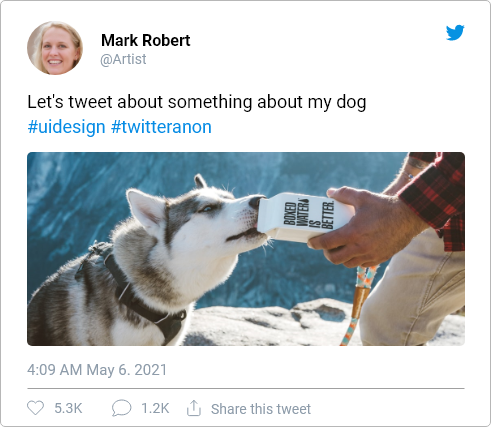 Mark Robert
@Artist
Let's tweet about something about my dog
#uidesign #twitteranon
BOXED
WATER
IS
BETTER.
4:09 AM May 6. 2021
5.3K 1.2K Share this tweet